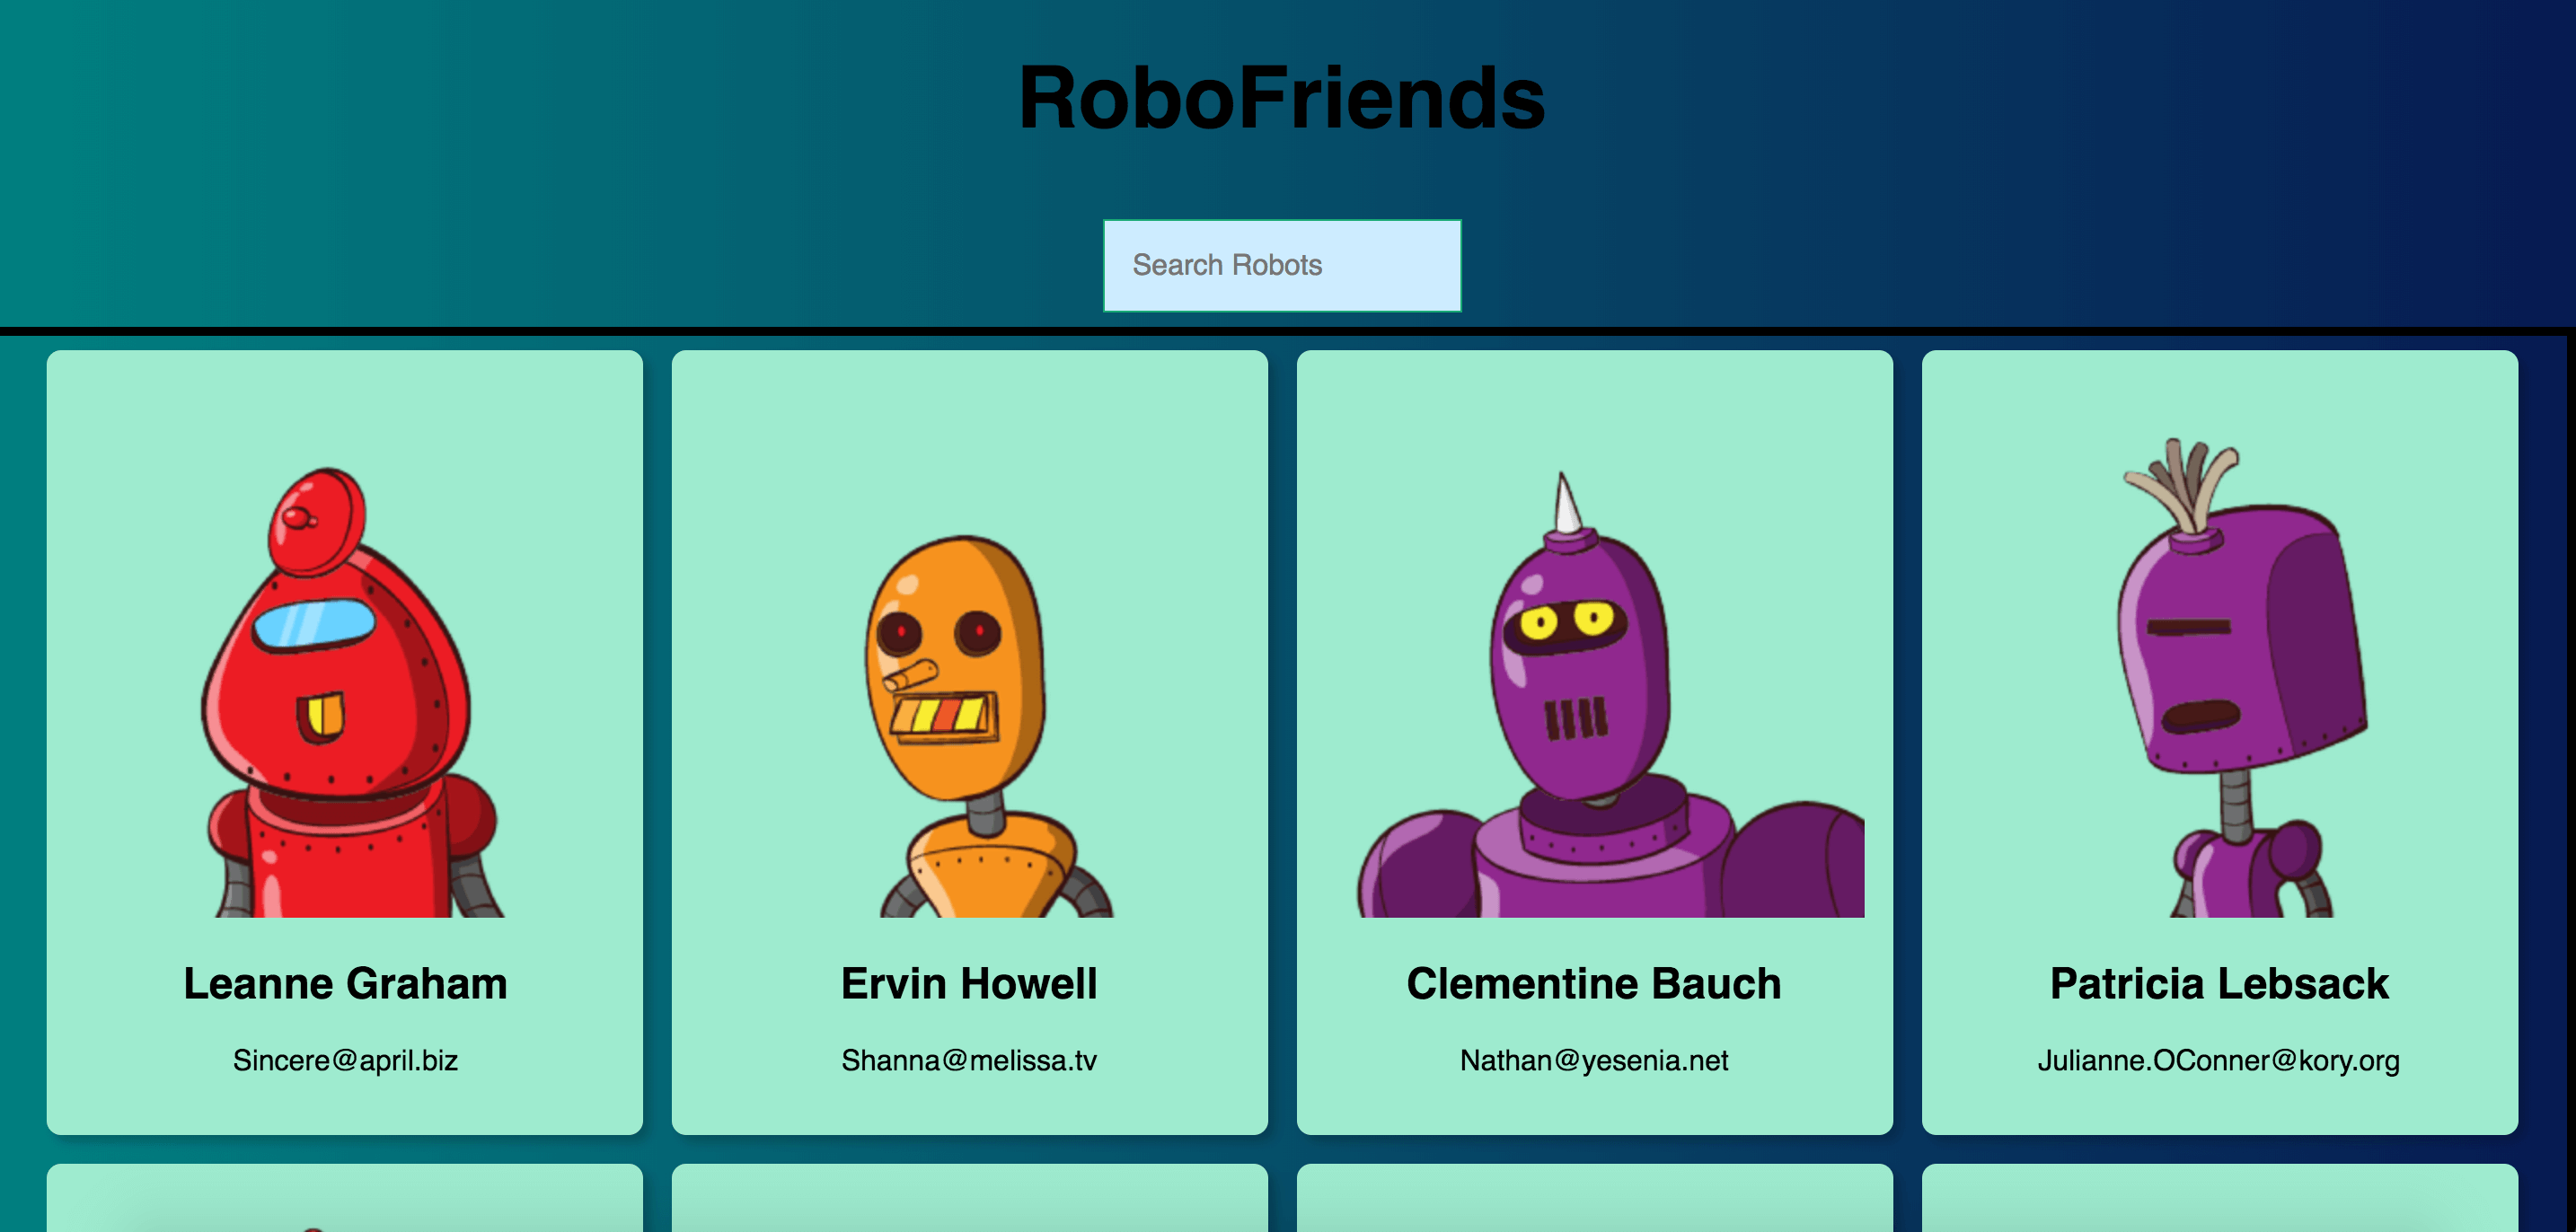 RoboFriends
Search Robots
Leanne Graham
Ervin Howell
Clementine Bauch
Patricia Lebsack
Sincere@april.biz
Shanna@melissa.tv
Nathan@yesenia.net
Julianne.OConner@kory.org